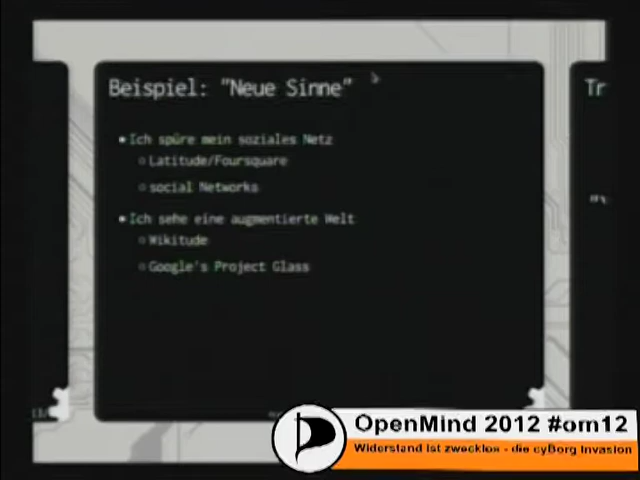 Beispiel: "Neue Sinne"
Ich spüre mein soziales Netz
Latitude/Foursquare
social Networks
Ich sehe eine augmentierte Welt
Wikitude
Google's Project Glass
Tr
OpenMind 2012 #om12
Widerstand ist zwecklos - die cyBorg Invasion